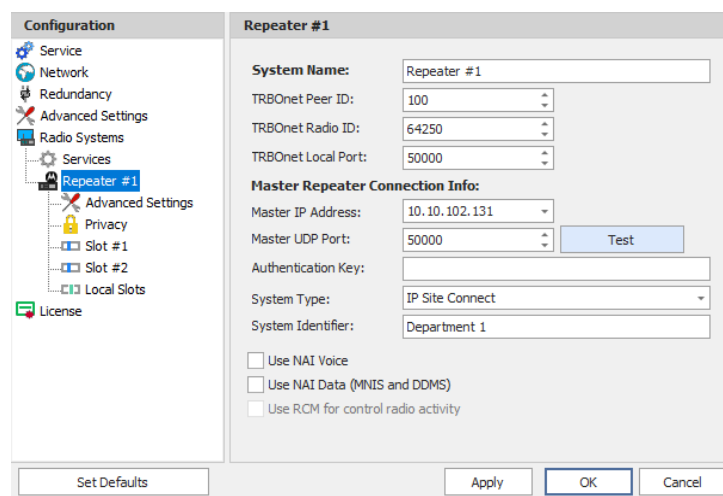 Configuration
Service
Network
Redundancy
Advanced Settings
Radio Systems
Services
Repeater #1
Advanced Settings
Privacy
Slot #1
Slot #2
Local Slots
License
Repeater #1
System Name: Repeater #1
TRBOnet Peer ID: 100
TRBOnet Radio ID: 64250
TRBOnet Local Port: 50000
Master Repeater Connection Info:
Master IP Address: 10.10.102.131
Master UDP Port: 50000 Test
Authentication Key:
System Type: IP Site Connect
System Identifier: Department 1
Use NAI Voice
Use NAI Data (MNIS and DDMS)
Use RCM for control radio activity
Set Defaults Apply OK Cancel